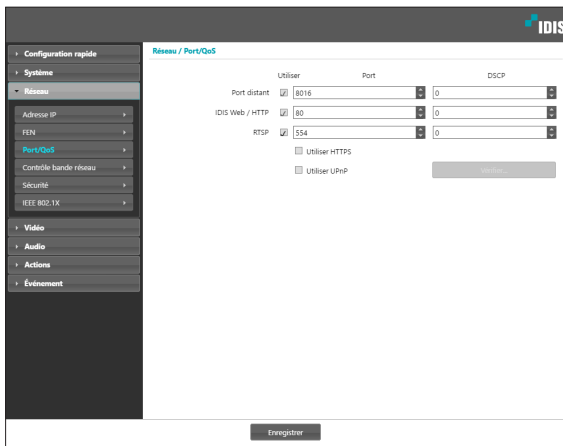 IDIS
Configuration rapide
Système
Réseau
Adresse IP
FEN
Port/QoS
Contrôle bande réseau
Sécurité
IEEE 802.1X
Vidéo
Audio
Actions
Événement
Réseau / Port/QoS
Utiliser Port DSCP
Port distant 8016 0
IDIS Web / HTTP 80 0
RTSP 554 0
Utiliser HTTPS
Utiliser UPnP Vérifier...
Enregistrer